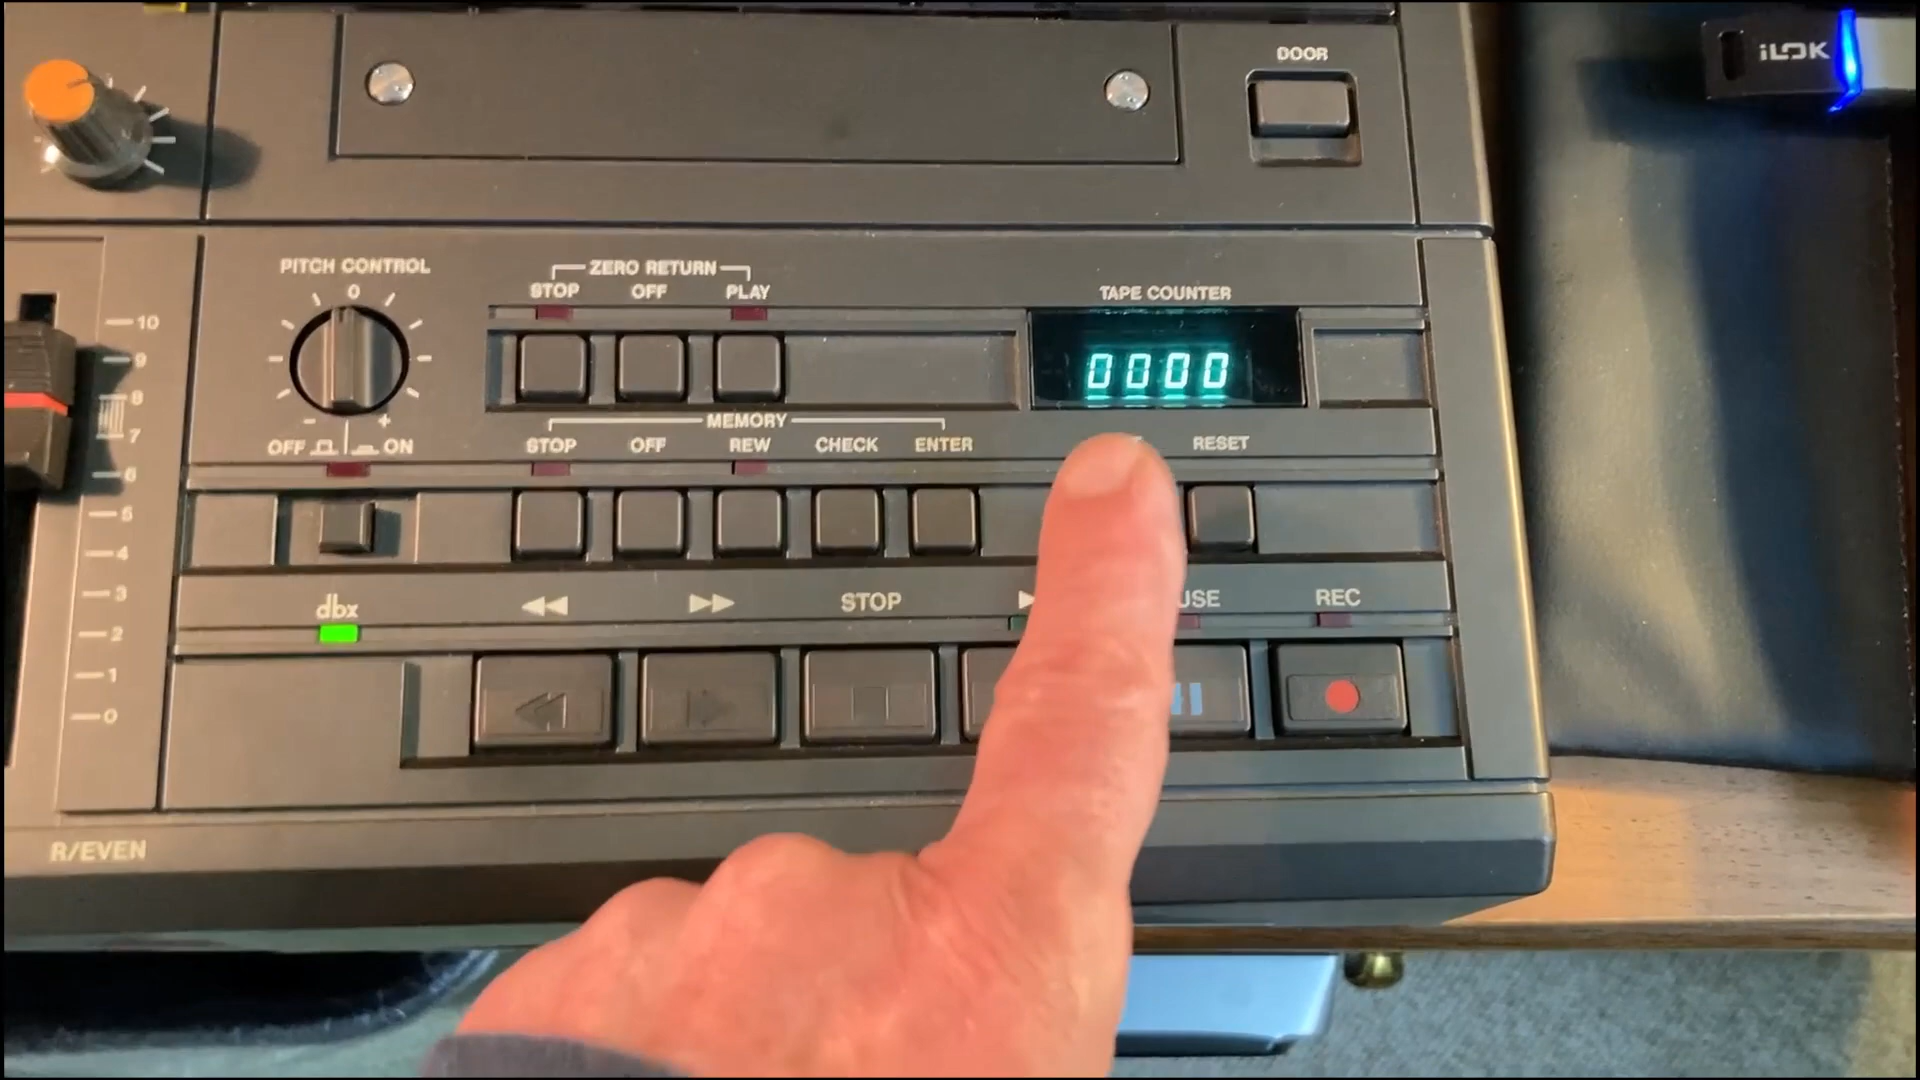 DOOR
iLOK
PITCH CONTROL
0
ZERO RETURN
STOP OFF PLAY
TAPE COUNTER
0000
10
9
8
7
6
5
4
3
2
1
0
- +
OFF ON
MEMORY
STOP OFF REW CHECK ENTER
RESET
dbx
STOP
USE
REC
R/EVEN